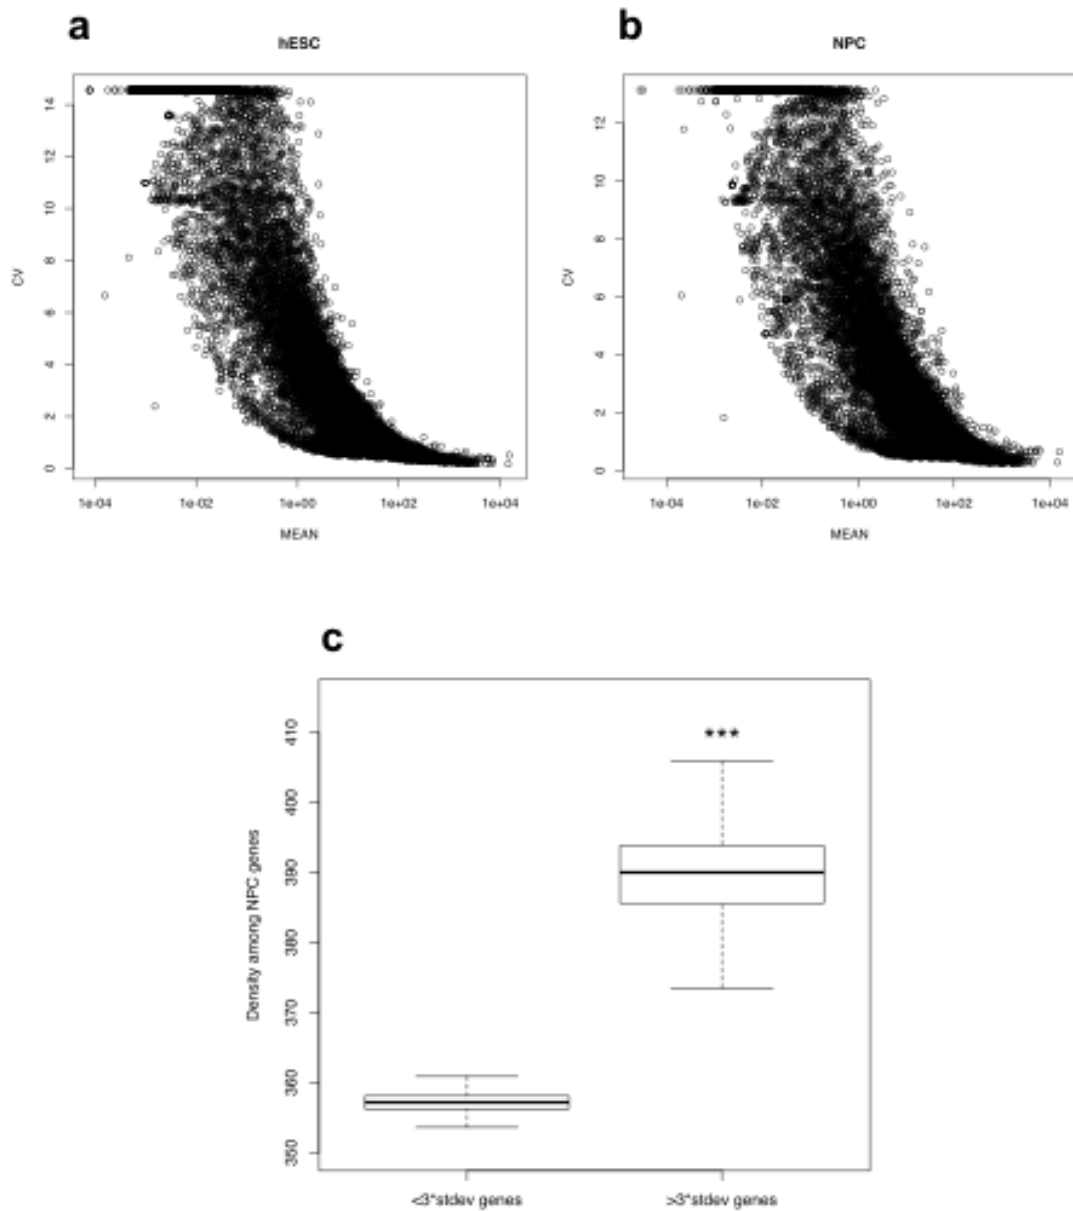 a
hESC
CV
0 2 4 6 8 10 12 14
1e-04 1e-02 1e+00 1e+02 1e+04
MEAN
b
NPC
CV
0 2 4 6 8 10 12
1e-04 1e-02 1e+00 1e+02 1e+04
MEAN
c
***
Density among NPC genes
350 360 370 380 390 400 410
<3*stdev genes
>3*stdev genes